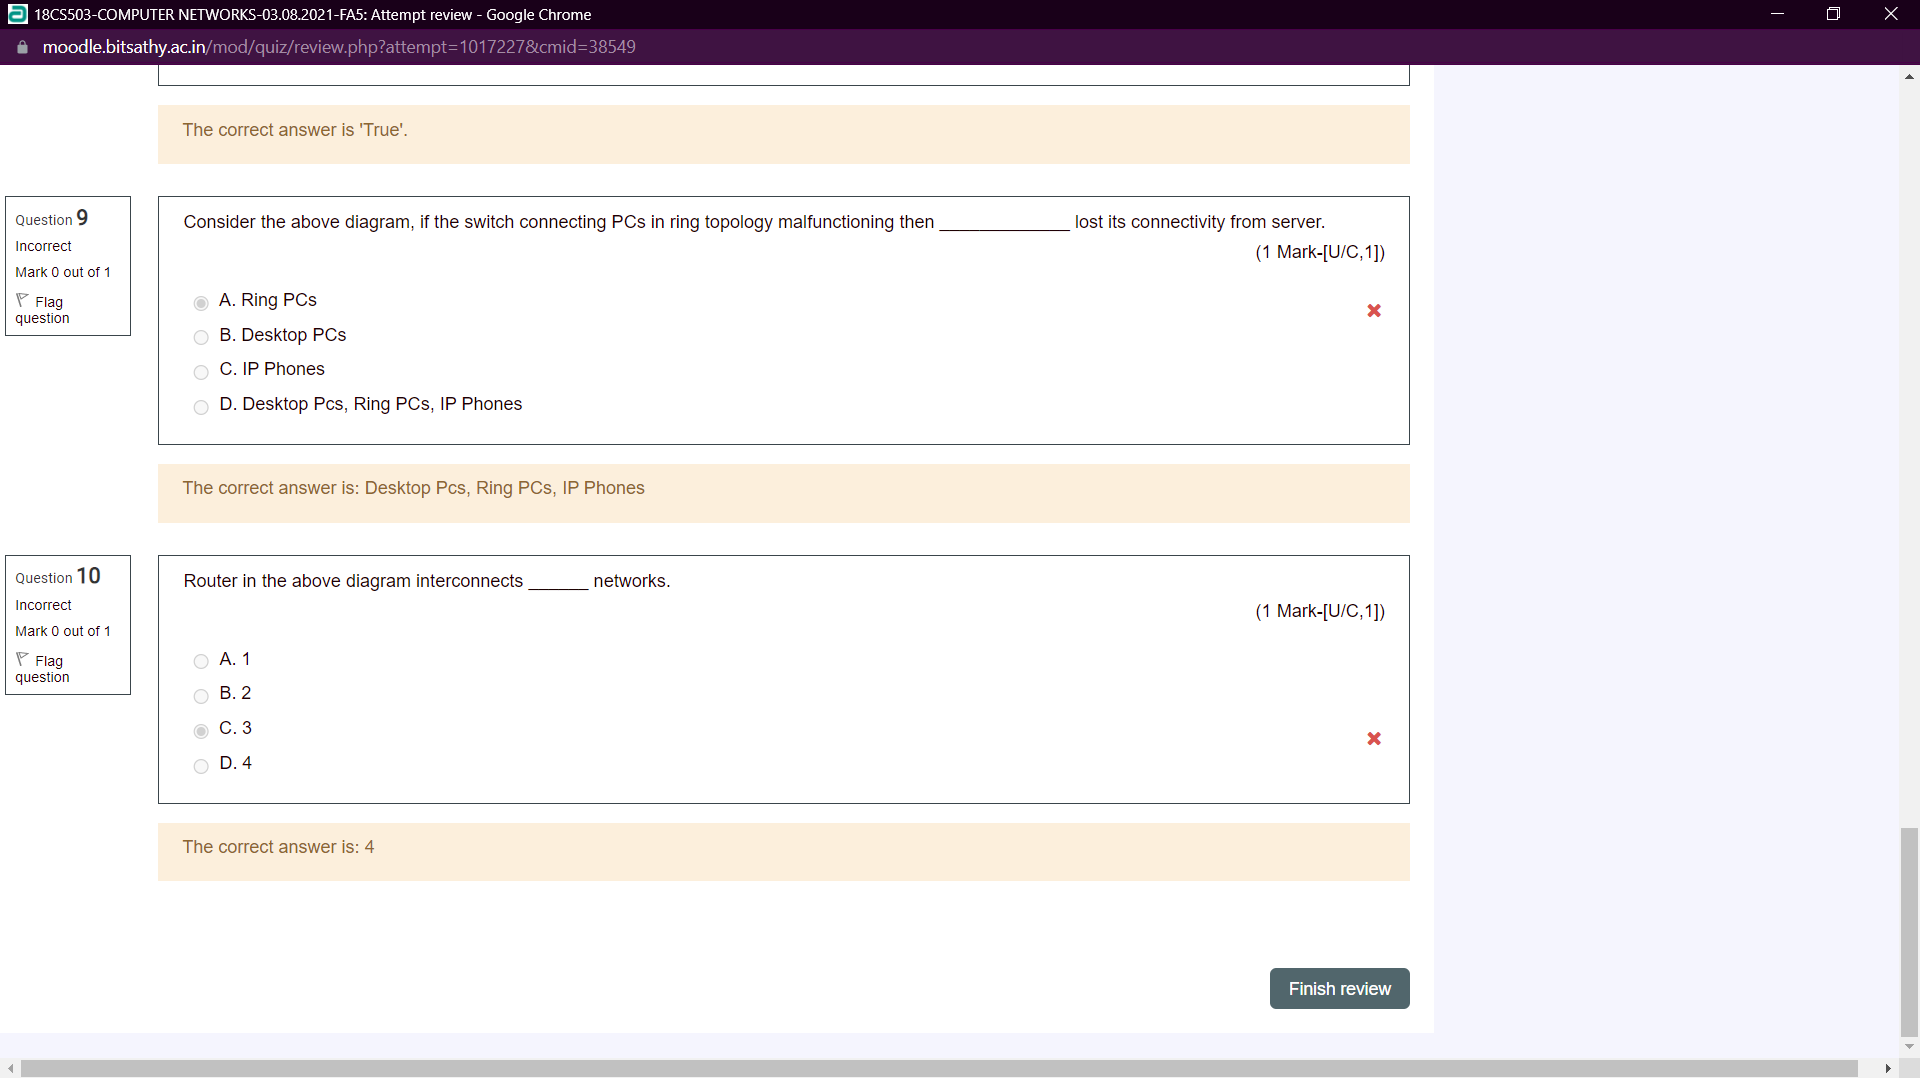 18CS503-COMPUTER NETWORKS-03.08.2021-FA5: Attempt review - Google Chrome
moodle.bitsathy.ac.in/mod/quiz/review.php?attempt=1017227&cmid=38549
The correct answer is 'True'.
Question 9
Incorrect
Mark 0 out of 1
Flag
question
Consider the above diagram, if the switch connecting PCs in ring topology malfunctioning then _____________ lost its connectivity from server.
(1 Mark-[U/C,1])
A. Ring PCs
B. Desktop PCs
C. IP Phones
D. Desktop Pcs, Ring PCs, IP Phones
The correct answer is: Desktop Pcs, Ring PCs, IP Phones
Question 10
Incorrect
Mark 0 out of 1
Flag
question
Router in the above diagram interconnects ______ networks.
(1 Mark-[U/C,1])
A. 1
B. 2
C. 3
D. 4
The correct answer is: 4
Finish review